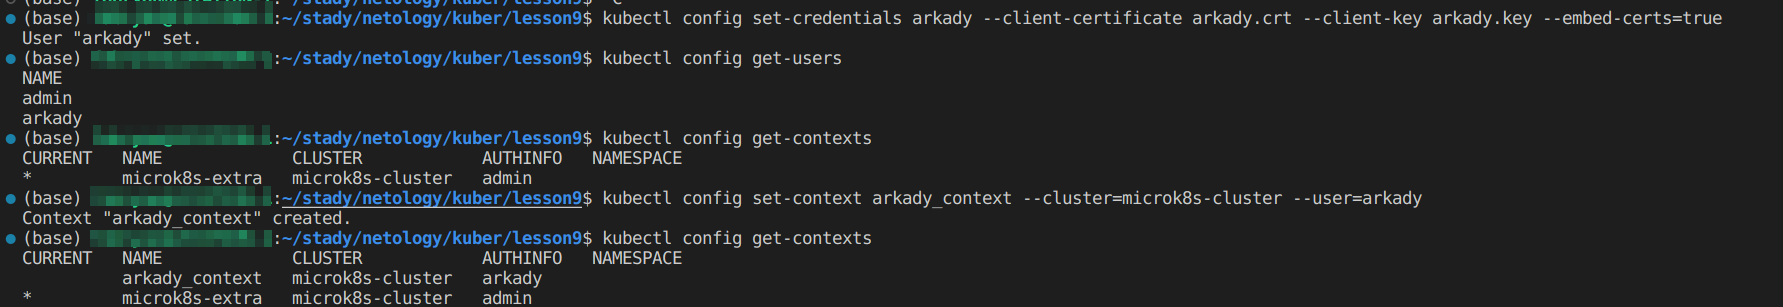 (base) :~/stady/netology/kuber/lesson9$ kubectl config set-credentials arkady --client-certificate arkady.crt --client-key arkady.key --embed-certs=true
User "arkady" set.
(base) :~/stady/netology/kuber/lesson9$ kubectl config get-users
NAME
admin
arkady
(base) :~/stady/netology/kuber/lesson9$ kubectl config get-contexts
CURRENT   NAME             CLUSTER            AUTHINFO   NAMESPACE
*         microk8s-extra   microk8s-cluster   admin
(base) :~/stady/netology/kuber/lesson9$ kubectl config set-context arkady_context --cluster=microk8s-cluster --user=arkady
Context "arkady_context" created.
(base) :~/stady/netology/kuber/lesson9$ kubectl config get-contexts
CURRENT   NAME             CLUSTER            AUTHINFO   NAMESPACE
          arkady_context   microk8s-cluster   arkady
*         microk8s-extra   microk8s-cluster   admin